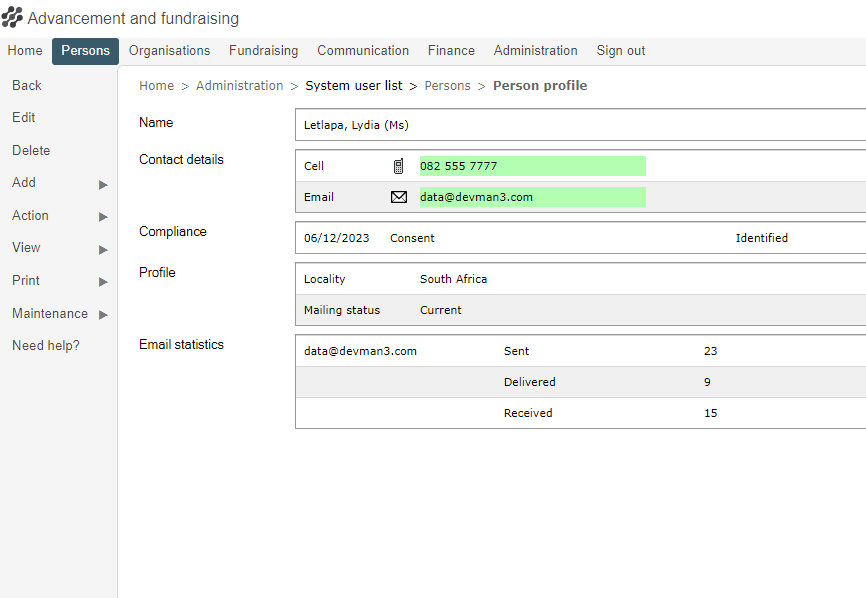 Advancement and fundraising
Home Persons Organisations Fundraising Communication Finance Administration Sign out
Back
Edit
Delete
Add
Action
View
Print
Maintenance
Need help?
Home > Administration > System user list > Persons > Person profile
Name Letlapa, Lydia (Ms)
Contact details Cell 082 555 7777
Email data@devman3.com
Compliance 06/12/2023 Consent Identified
Profile Locality South Africa
Mailing status Current
Email statistics data@devman3.com Sent 23
Delivered 9
Received 15